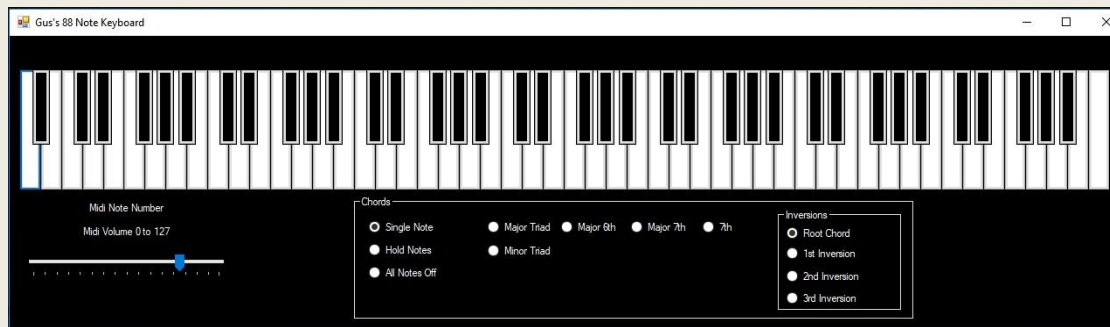 Gus's 88 Note Keyboard
Midi Note Number
Midi Volume 0 to 127
Chords
Single Note
Hold Notes
All Notes Off
Major Triad
Major 6th
Major 7th
7th
Minor Triad
Inversions
Root Chord
1st Inversion
2nd Inversion
3rd Inversion